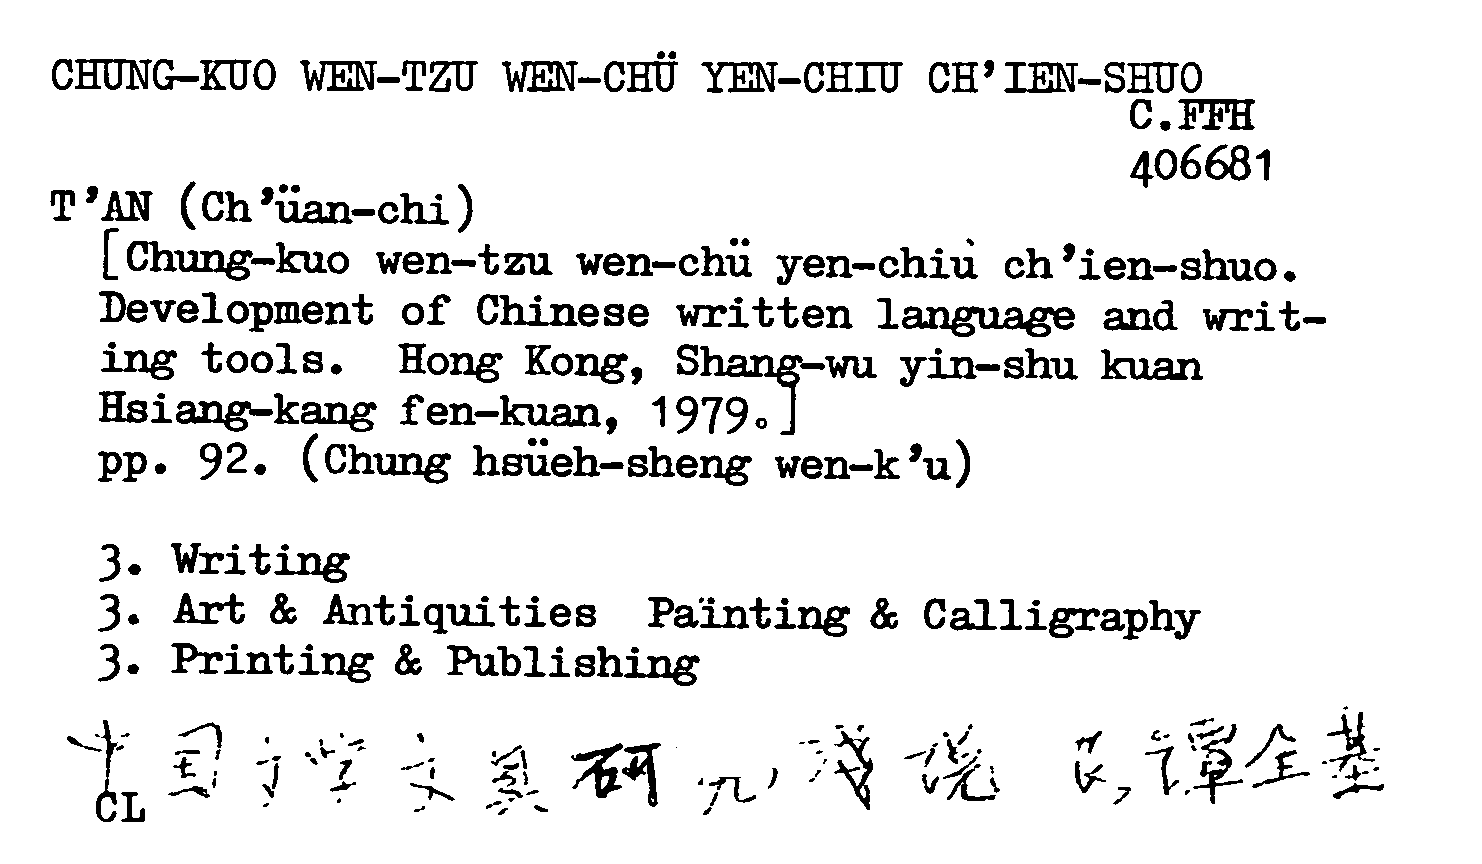 CHUNG-KUO WEN-TZU WEN-CHÜ YEN-CHIU CH'IEN-SHUO
C.FFH
406681
T'AN (Ch'üan-chi)
[Chung-kuo wen-tzu wen-chü yen-chiu ch'ien-shuo.
Development of Chinese written language and writ-
ing tools. Hong Kong, Shang-wu yin-shu kuan
Hsiang-kang fen-kuan, 1979.]
pp. 92. (Chung hsüeh-sheng wen-k'u)
3. Writing
3. Art & Antiquities Painting & Calligraphy
3. Printing & Publishing
中国文字文具研究浅说 譚全基
CL